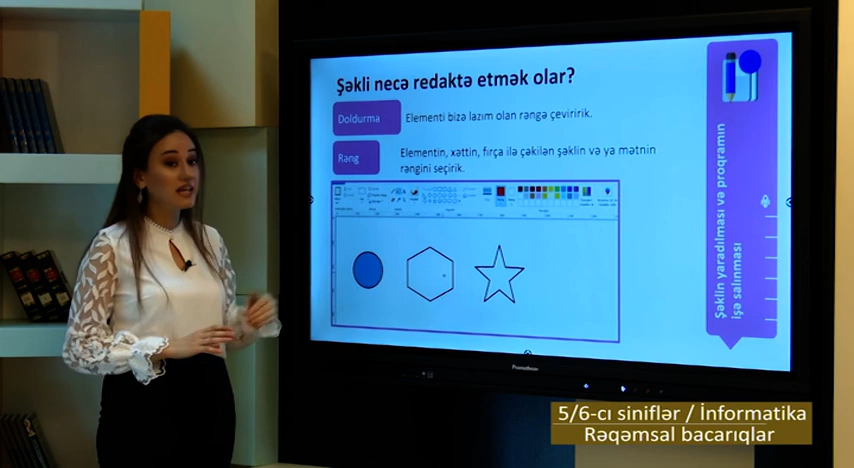 Şəkli necə redaktə etmək olar?
Doldurma
Elementi bizə lazım olan rəngə çeviririk.
Rəng
Elementin, xəttin, fırça ilə çəkilən şəklin və ya mətnin
rəngini seçirik.
Şəklin yaradılması və proqramın
işə salınması
Promethean
5/6-cı siniflər / İnformatika
Rəqəmsal bacarıqlar